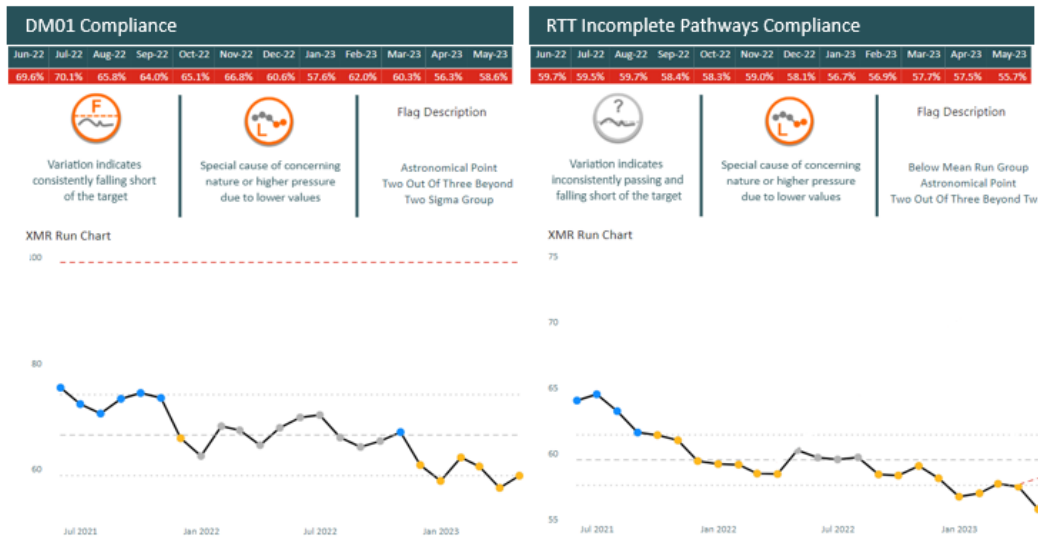 DM01 Compliance
Jun-22 Jul-22 Aug-22 Sep-22 Oct-22 Nov-22 Dec-22 Jan-23 Feb-23 Mar-23 Apr-23 May-23
69.6% 70.1% 65.8% 64.0% 65.1% 66.8% 60.6% 57.6% 62.0% 60.3% 56.3% 58.6%
F
L
Flag Description
Variation indicates
consistently falling short
of the target
Special cause of concerning
nature or higher pressure
due to lower values
Astronomical Point
Two Out Of Three Beyond
Two Sigma Group
XMR Run Chart
100
80
60
Jul 2021 Jan 2022 Jul 2022 Jan 2023
RTT Incomplete Pathways Compliance
Jun-22 Jul-22 Aug-22 Sep-22 Oct-22 Nov-22 Dec-22 Jan-23 Feb-23 Mar-23 Apr-23 May-23
59.7% 59.5% 59.7% 58.4% 58.3% 59.0% 58.1% 56.7% 56.9% 57.7% 57.5% 55.7%
?
L
Flag Description
Variation indicates
inconsistently passing and
falling short of the target
Special cause of concerning
nature or higher pressure
due to lower values
Below Mean Run Group
Astronomical Point
Two Out Of Three Beyond Tw
XMR Run Chart
75
70
65
60
55
Jul 2021 Jan 2022 Jul 2022 Jan 2023